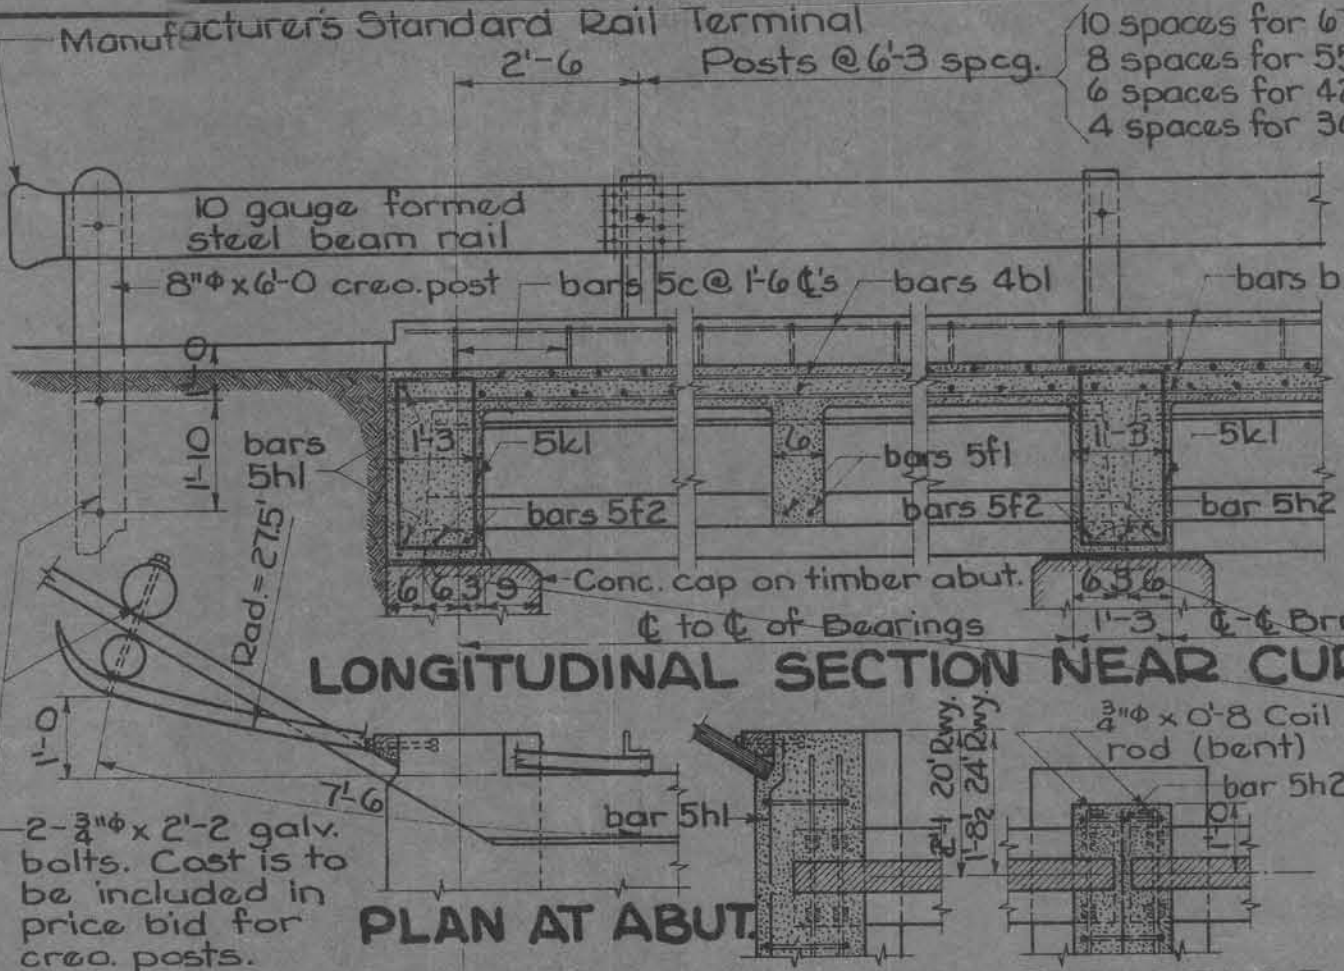 Manufacturer's Standard Rail Terminal
2'-6
Posts @ 6'-3 spcg.
10 spaces for
8 spaces for
6 spaces for
4 spaces for
10 gauge formed
steel beam rail
8"Φ x 6'-0 creo. post
bars 5c @ 1'-6 ℄'s
bars 4b1
bars
1'-0
1'-10
bars
5h1
1'-3
5k1
6
bars 5f1
1'-3
5k1
bars 5f2
bars 5f2
bar 5h2
Rad. = 27.5'
6 6 3 9
Conc. cap on timber abut.
6 3 6
℄ to ℄ of Bearings
1'-3
℄-℄
LONGITUDINAL SECTION NEAR
1'-0
7'-6
20' Rwy.
1'-8½ 24' Rwy.
¾"Φ x 0'-8 Coil
rod (bent)
bar 5h2
1'-0
bar 5h1
2-¾"Φ x 2'-2 galv.
bolts. Cost is to
be included in
price bid for
creo. posts.
PLAN AT ABUT.